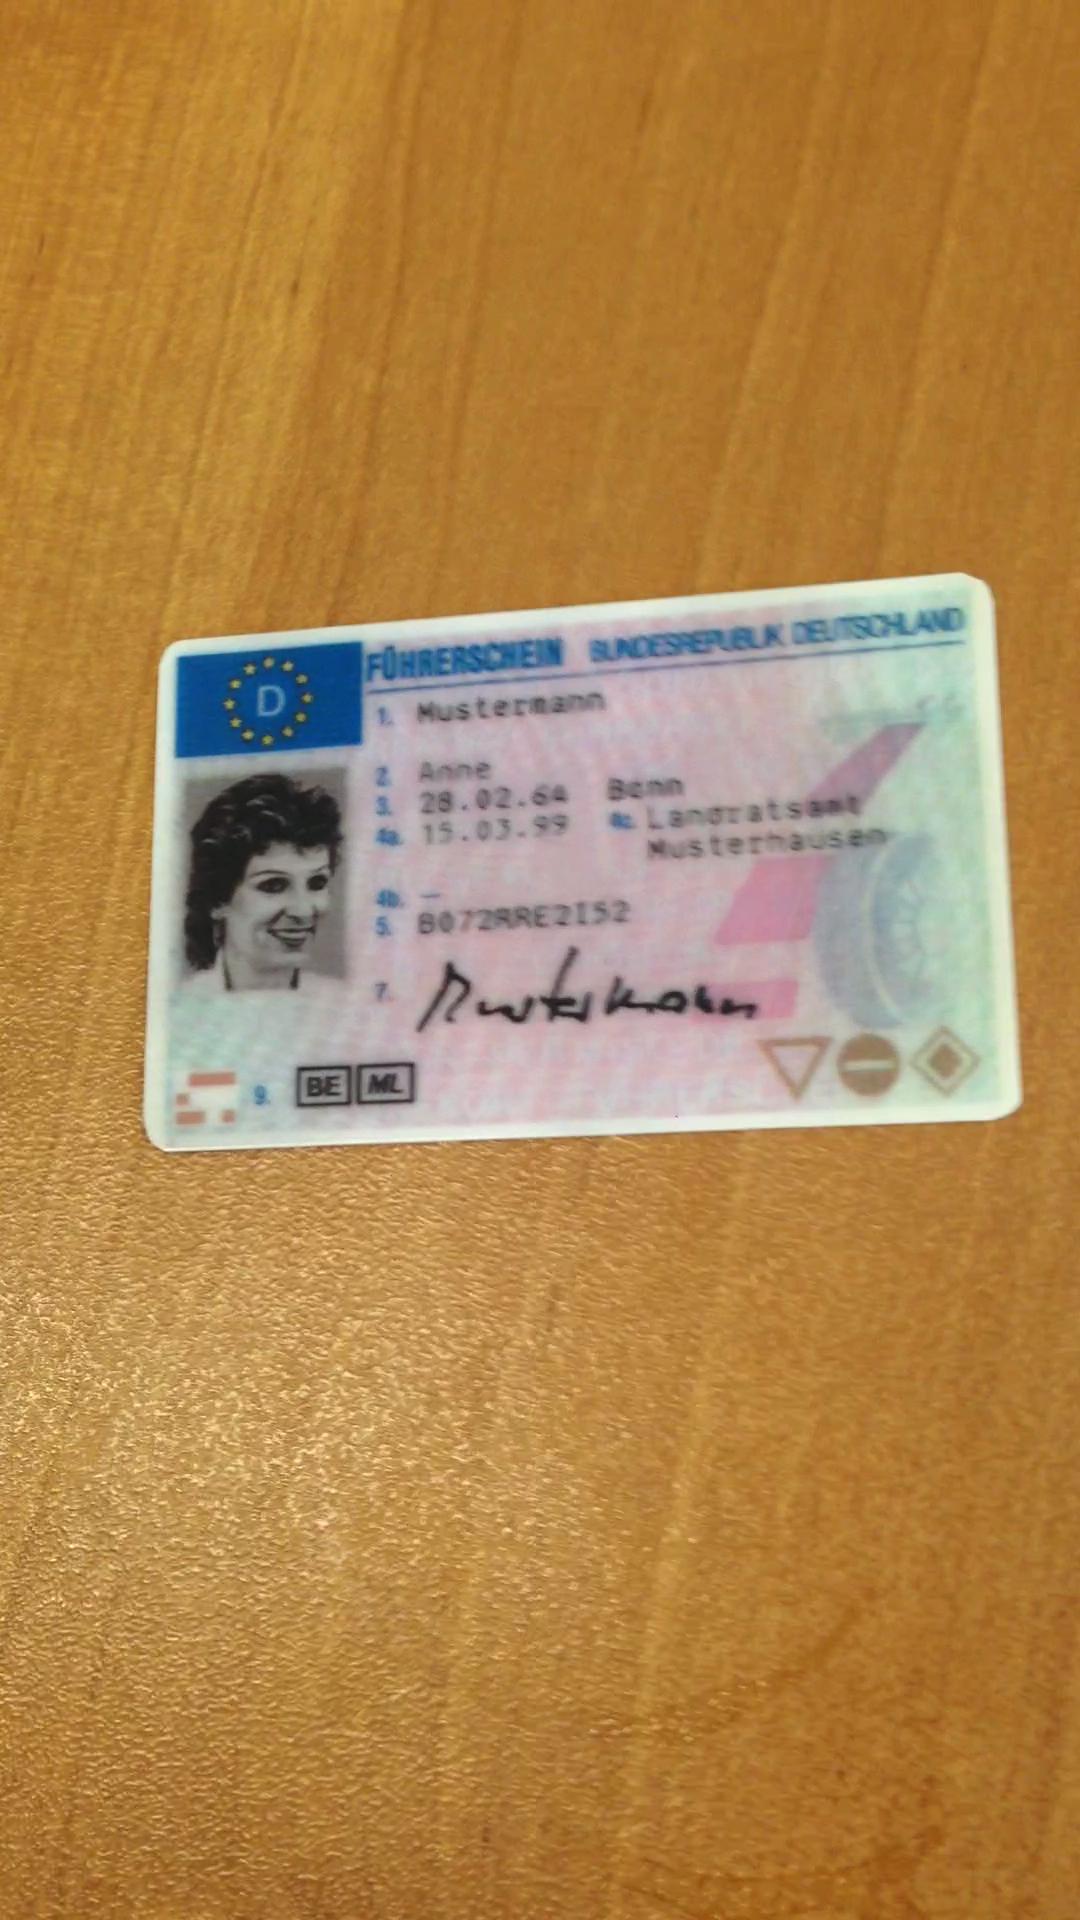 D
FÜHRERSCHEIN BUNDESREPUBLIK DEUTSCHLAND
1. Mustermann
2. Anne
3. 28.02.64 Bonn
4a. 15.03.99 4c. Landratsamt
Musterhausen
4b. —
5. B072RRE2I52
7. Mustermann
9. BE ML